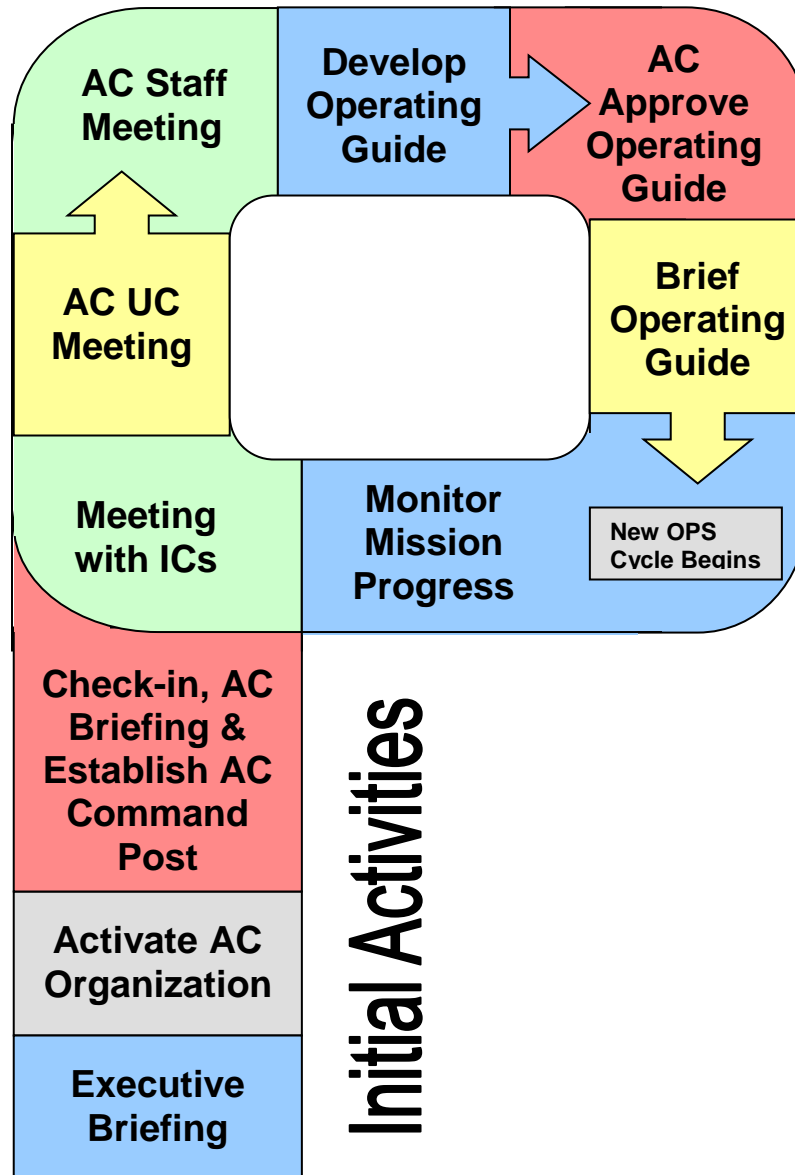 AC Staff
Meeting
Develop
Operating
Guide
AC
Approve
Operating
Guide
AC UC
Meeting
Brief
Operating
Guide
Meeting
with ICs
Monitor
Mission
Progress
New OPS
Cycle Begins
Check-in, AC
Briefing &
Establish AC
Command
Post
Activate AC
Organization
Executive
Briefing
Initial Activities